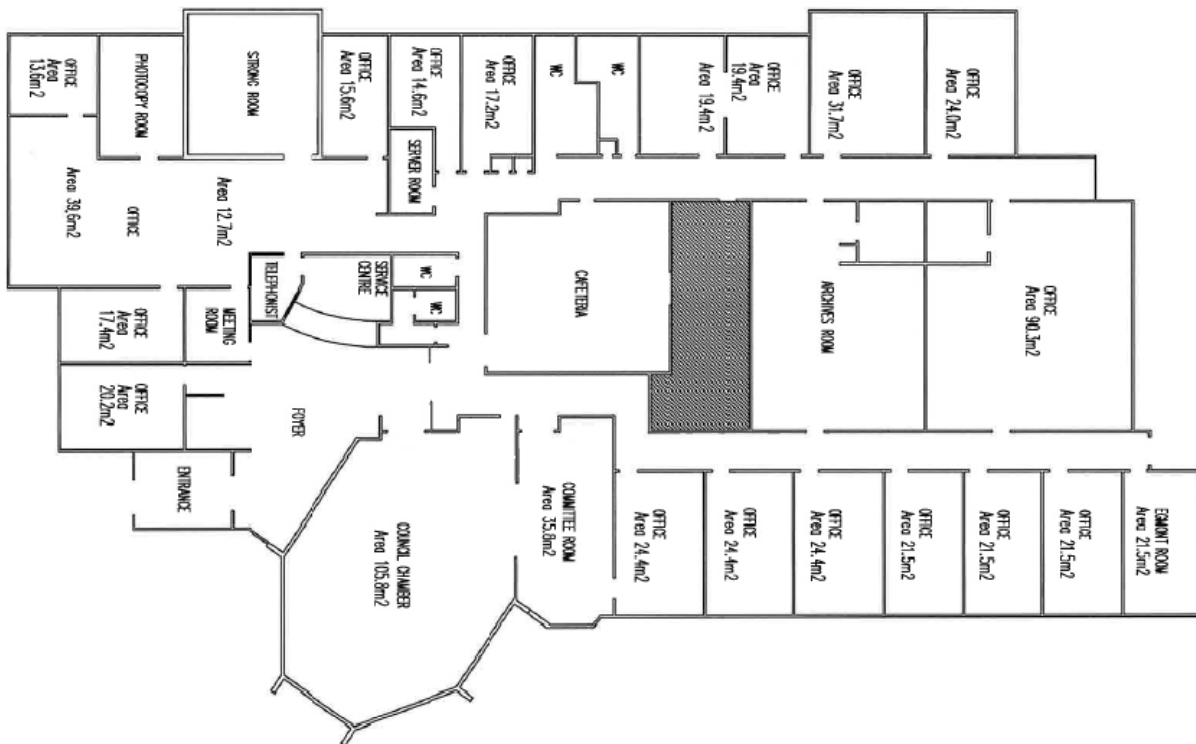 OFFICE
Area
13.6m2
PHOTOCOPY ROOM
STRONG ROOM
OFFICE
Area 15.6m2
OFFICE
Area 14.6m2
OFFICE
Area 17.2m2
WC
WC
Area 19.4m2
OFFICE
Area
19.4m2
OFFICE
Area 31.7m2
OFFICE
Area 24.0m2
SERVER ROOM
OFFICE
Area 39.6m2
Area 12.7m2
TELEPHONIST
SERVICE
CENTRE
WC
WC
CAFETERIA
ARCHIVES ROOM
OFFICE
Area 90.3m2
OFFICE
Area
17.4m2
MEETING
ROOM
OFFICE
Area
20.2m2
FOYER
ENTRANCE
COUNCIL CHAMBER
Area 105.8m2
COMMITTEE ROOM
Area 35.8m2
OFFICE
Area 24.4m2
OFFICE
Area 24.4m2
OFFICE
Area 24.4m2
OFFICE
Area 21.5m2
OFFICE
Area 21.5m2
OFFICE
Area 21.5m2
EGMONT ROOM
Area 21.5m2